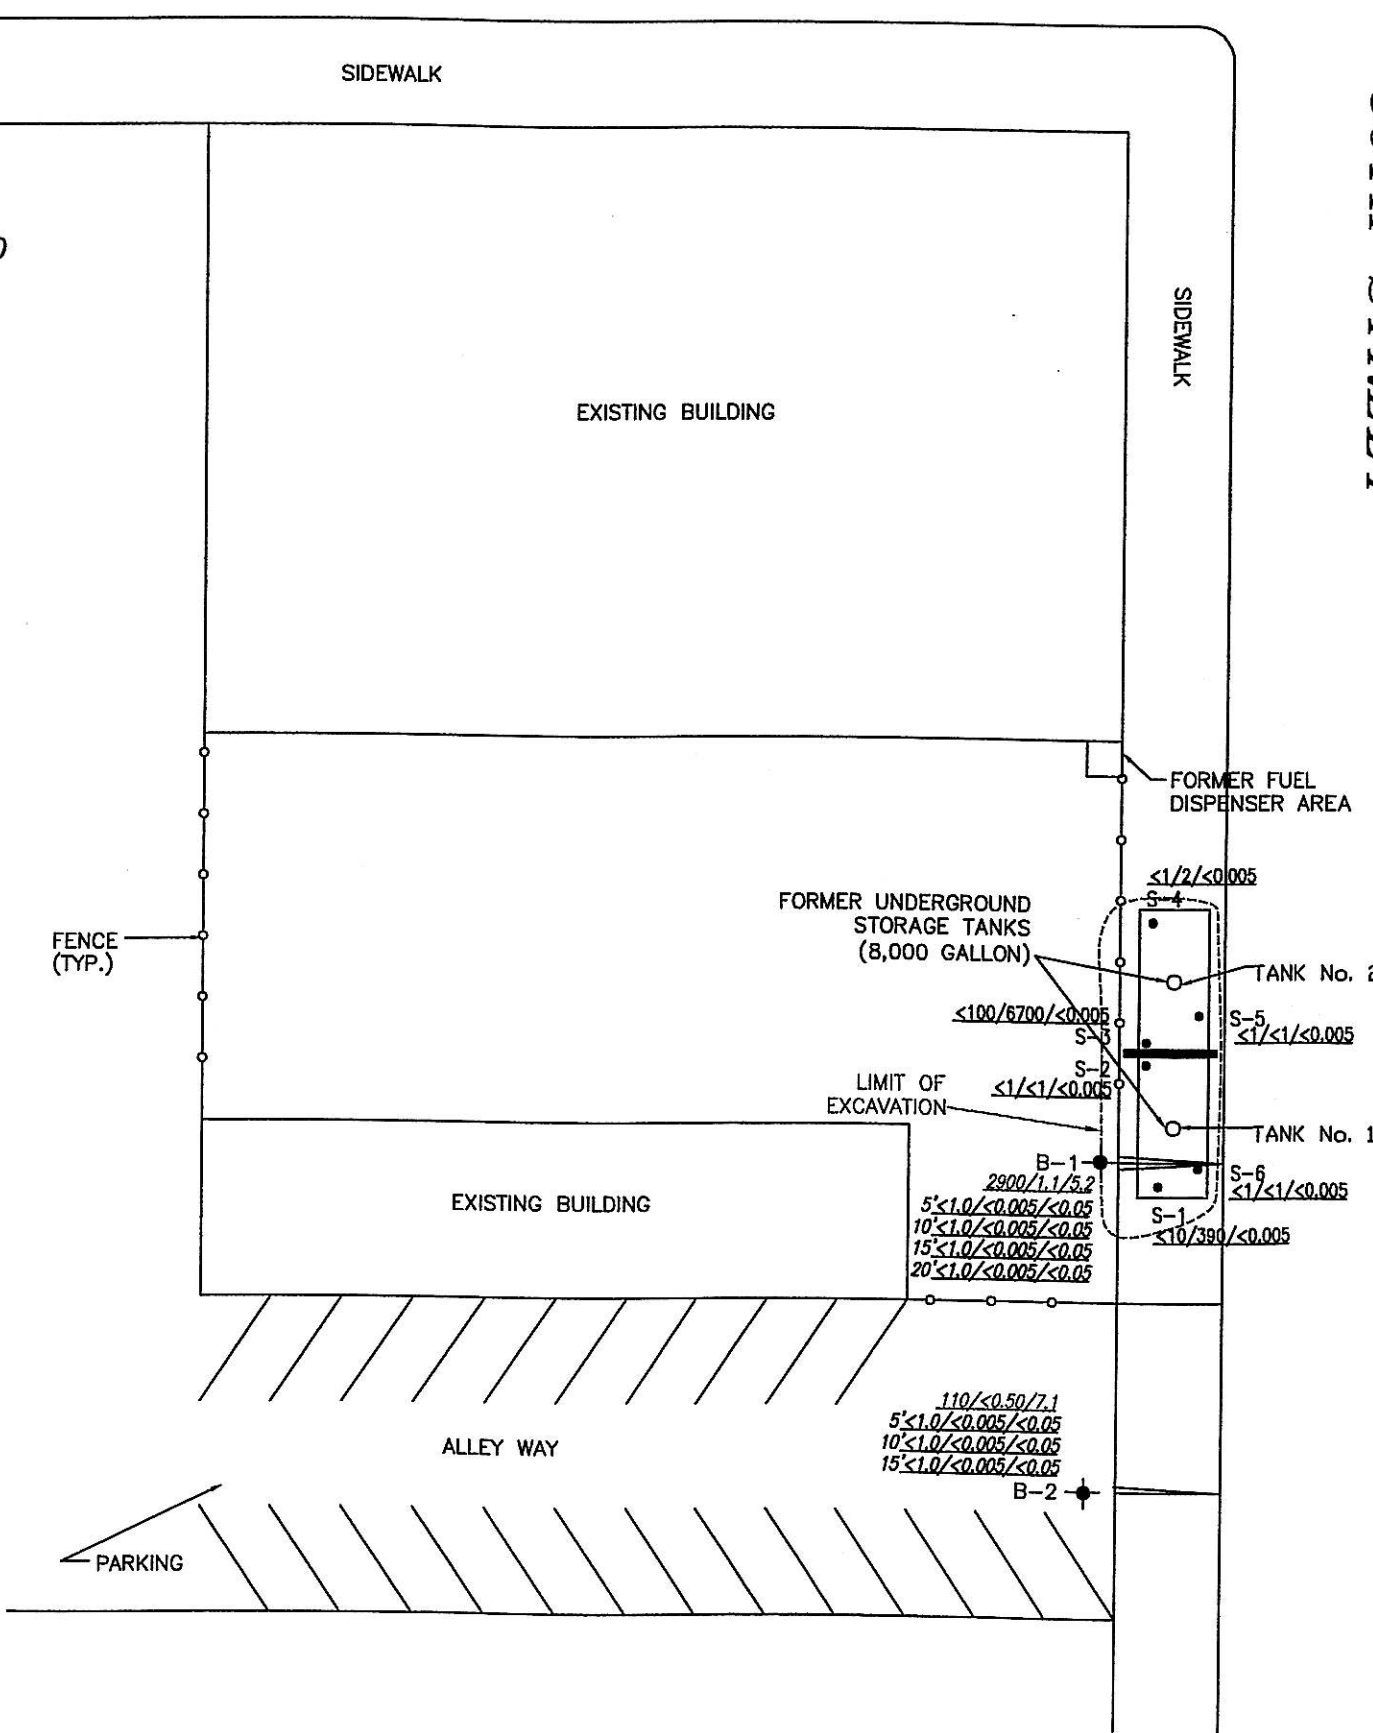 SIDEWALK
SIDEWALK
EXISTING BUILDING
FORMER FUEL
DISPENSER AREA
<1/2/<0.005
S-4
FORMER UNDERGROUND
STORAGE TANKS
(8,000 GALLON)
FENCE
(TYP.)
TANK No. 2
<100/6700/<0.005
S-3
S-5
<1/<1/<0.005
S-2
<1/<1/<0.005
LIMIT OF
EXCAVATION
TANK No. 1
B-1
2900/1.1/5.2
5'<1.0/<0.005/<0.05
10'<1.0/<0.005/<0.05
15'<1.0/<0.005/<0.05
20'<1.0/<0.005/<0.05
S-6
<1/<1/<0.005
S-1
<10/390/<0.005
EXISTING BUILDING
110/<0.50/7.1
5'<1.0/<0.005/<0.05
10'<1.0/<0.005/<0.05
15'<1.0/<0.005/<0.05
B-2
ALLEY WAY
PARKING